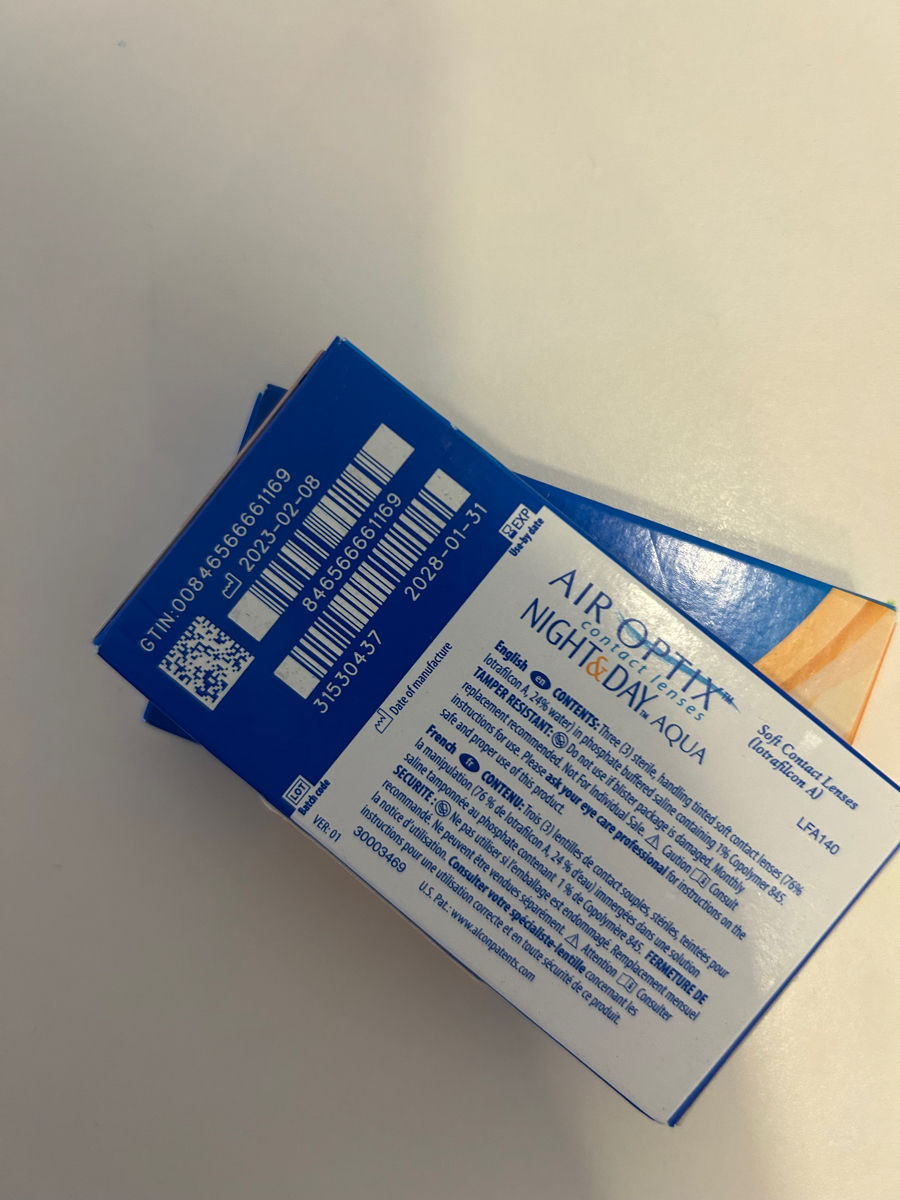 GTIN:00846566661169
2023-02-08
846566661169
2028-01-31
31530437
EXP
Use-by date
Date of manufacture
LOT
Batch code
VER: 01
30003469
AIR OPTIX™
contact lenses
NIGHT&DAY™ AQUA
Soft Contact Lenses
(lotrafilcon A)
LFA140
English en CONTENTS: Three (3) sterile, handling tinted soft contact lenses (76%
lotrafilcon A, 24% water) in phosphate buffered saline containing 1% Copolymer 845.
TAMPER RESISTANT: Do not use if blister package is damaged. Monthly
replacement recommended. Not For Individual Sale. Caution Consult
instructions for use. Please ask your eye care professional for instructions on the
safe and proper use of this product.
French fr CONTENU: Trois (3) lentilles de contact souples, stériles, teintées pour
la manipulation (76 % de lotrafilcon A, 24 % d'eau) immergées dans une solution
saline tamponnée au phosphate contenant 1 % de Copolymère 845. FERMETURE DE
SECURITE : Ne pas utiliser si l'emballage est endommagé. Remplacement mensuel
recommandé. Ne peuvent être vendues séparément. Attention Consulter
la notice d'utilisation. Consulter votre spécialiste-lentille concernant les
instructions pour une utilisation correcte et en toute sécurité de ce produit.
U.S. Pat.: www.alconpatents.com